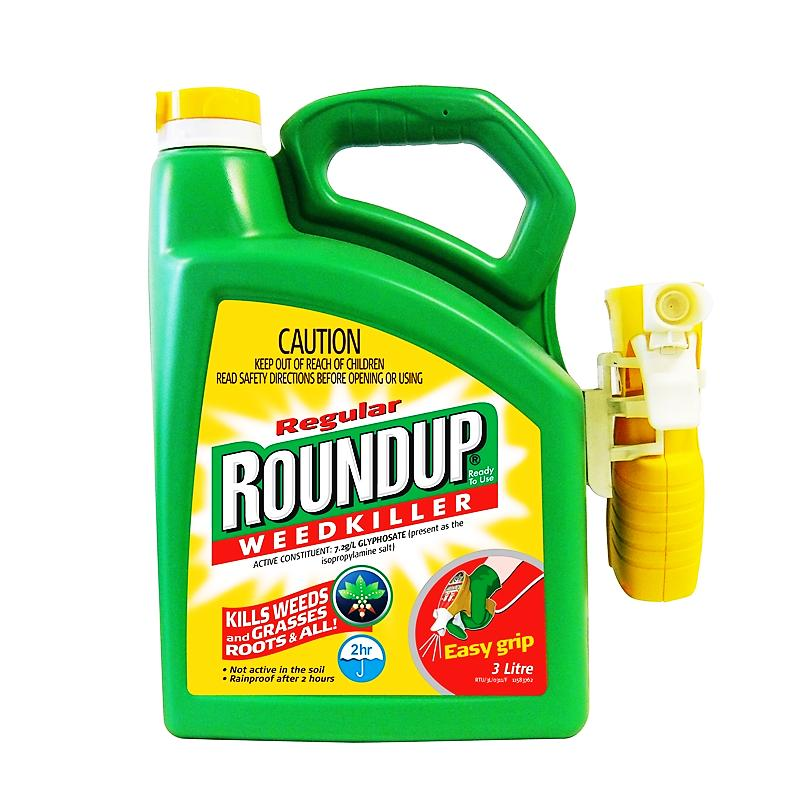 CAUTION
KEEP OUT OF REACH OF CHILDREN
READ SAFETY DIRECTIONS BEFORE OPENING OR USING
Regular
ROUNDUP®
Ready
To Use
WEEDKILLER
ACTIVE CONSTITUENT: 7.2g/L GLYPHOSATE (present as the
isopropylamine salt)
KILLS WEEDS
and GRASSES
ROOTS & ALL!
2hr
• Not active in the soil
• Rainproof after 2 hours
Easy grip
3 Litre